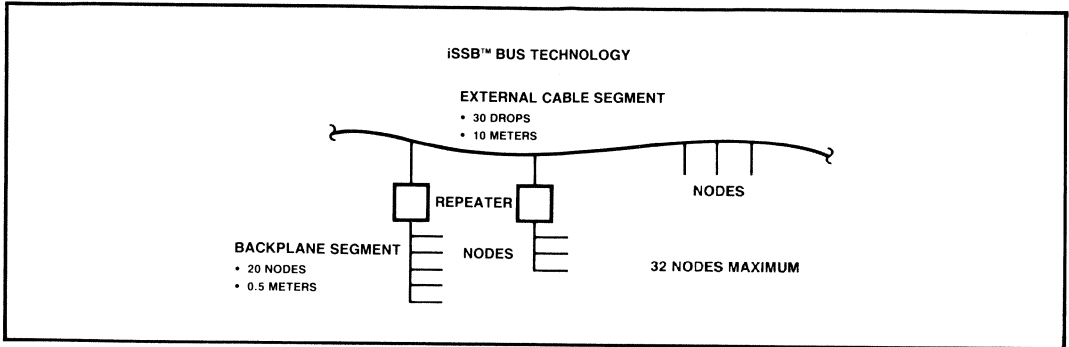 iSSB™ BUS TECHNOLOGY
EXTERNAL CABLE SEGMENT
• 30 DROPS
• 10 METERS
NODES
REPEATER
BACKPLANE SEGMENT
• 20 NODES
• 0.5 METERS
NODES
32 NODES MAXIMUM